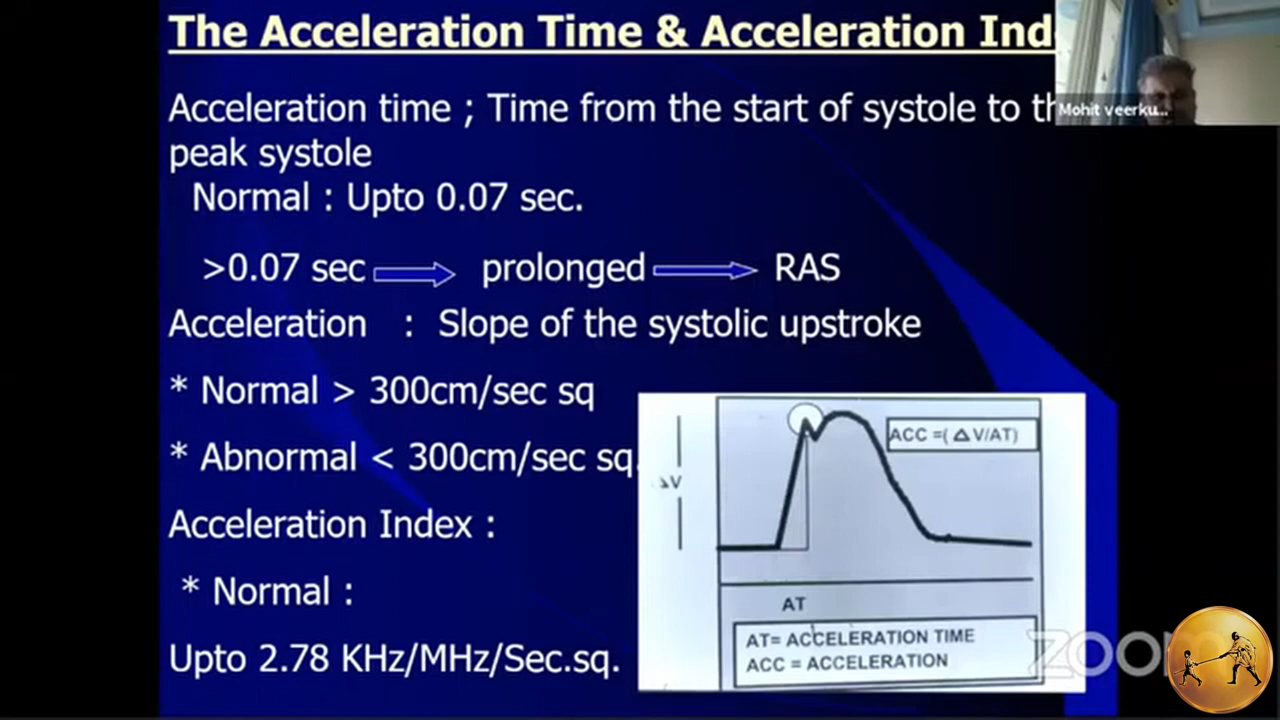 The Acceleration Time & Acceleration
Mohit veerku...
Acceleration time ; Time from the start of systole to
peak systole
Normal : Upto 0.07 sec.
>0.07 sec prolonged RAS
Acceleration : Slope of the systolic upstroke
* Normal > 300cm/sec sq
* Abnormal < 300cm/sec sq.
Acceleration Index :
* Normal :
Upto 2.78 KHz/MHz/Sec.sq.
ACC =( ΔV/AT)
ΔV
AT
AT= ACCELERATION TIME
ACC = ACCELERATION
zoom